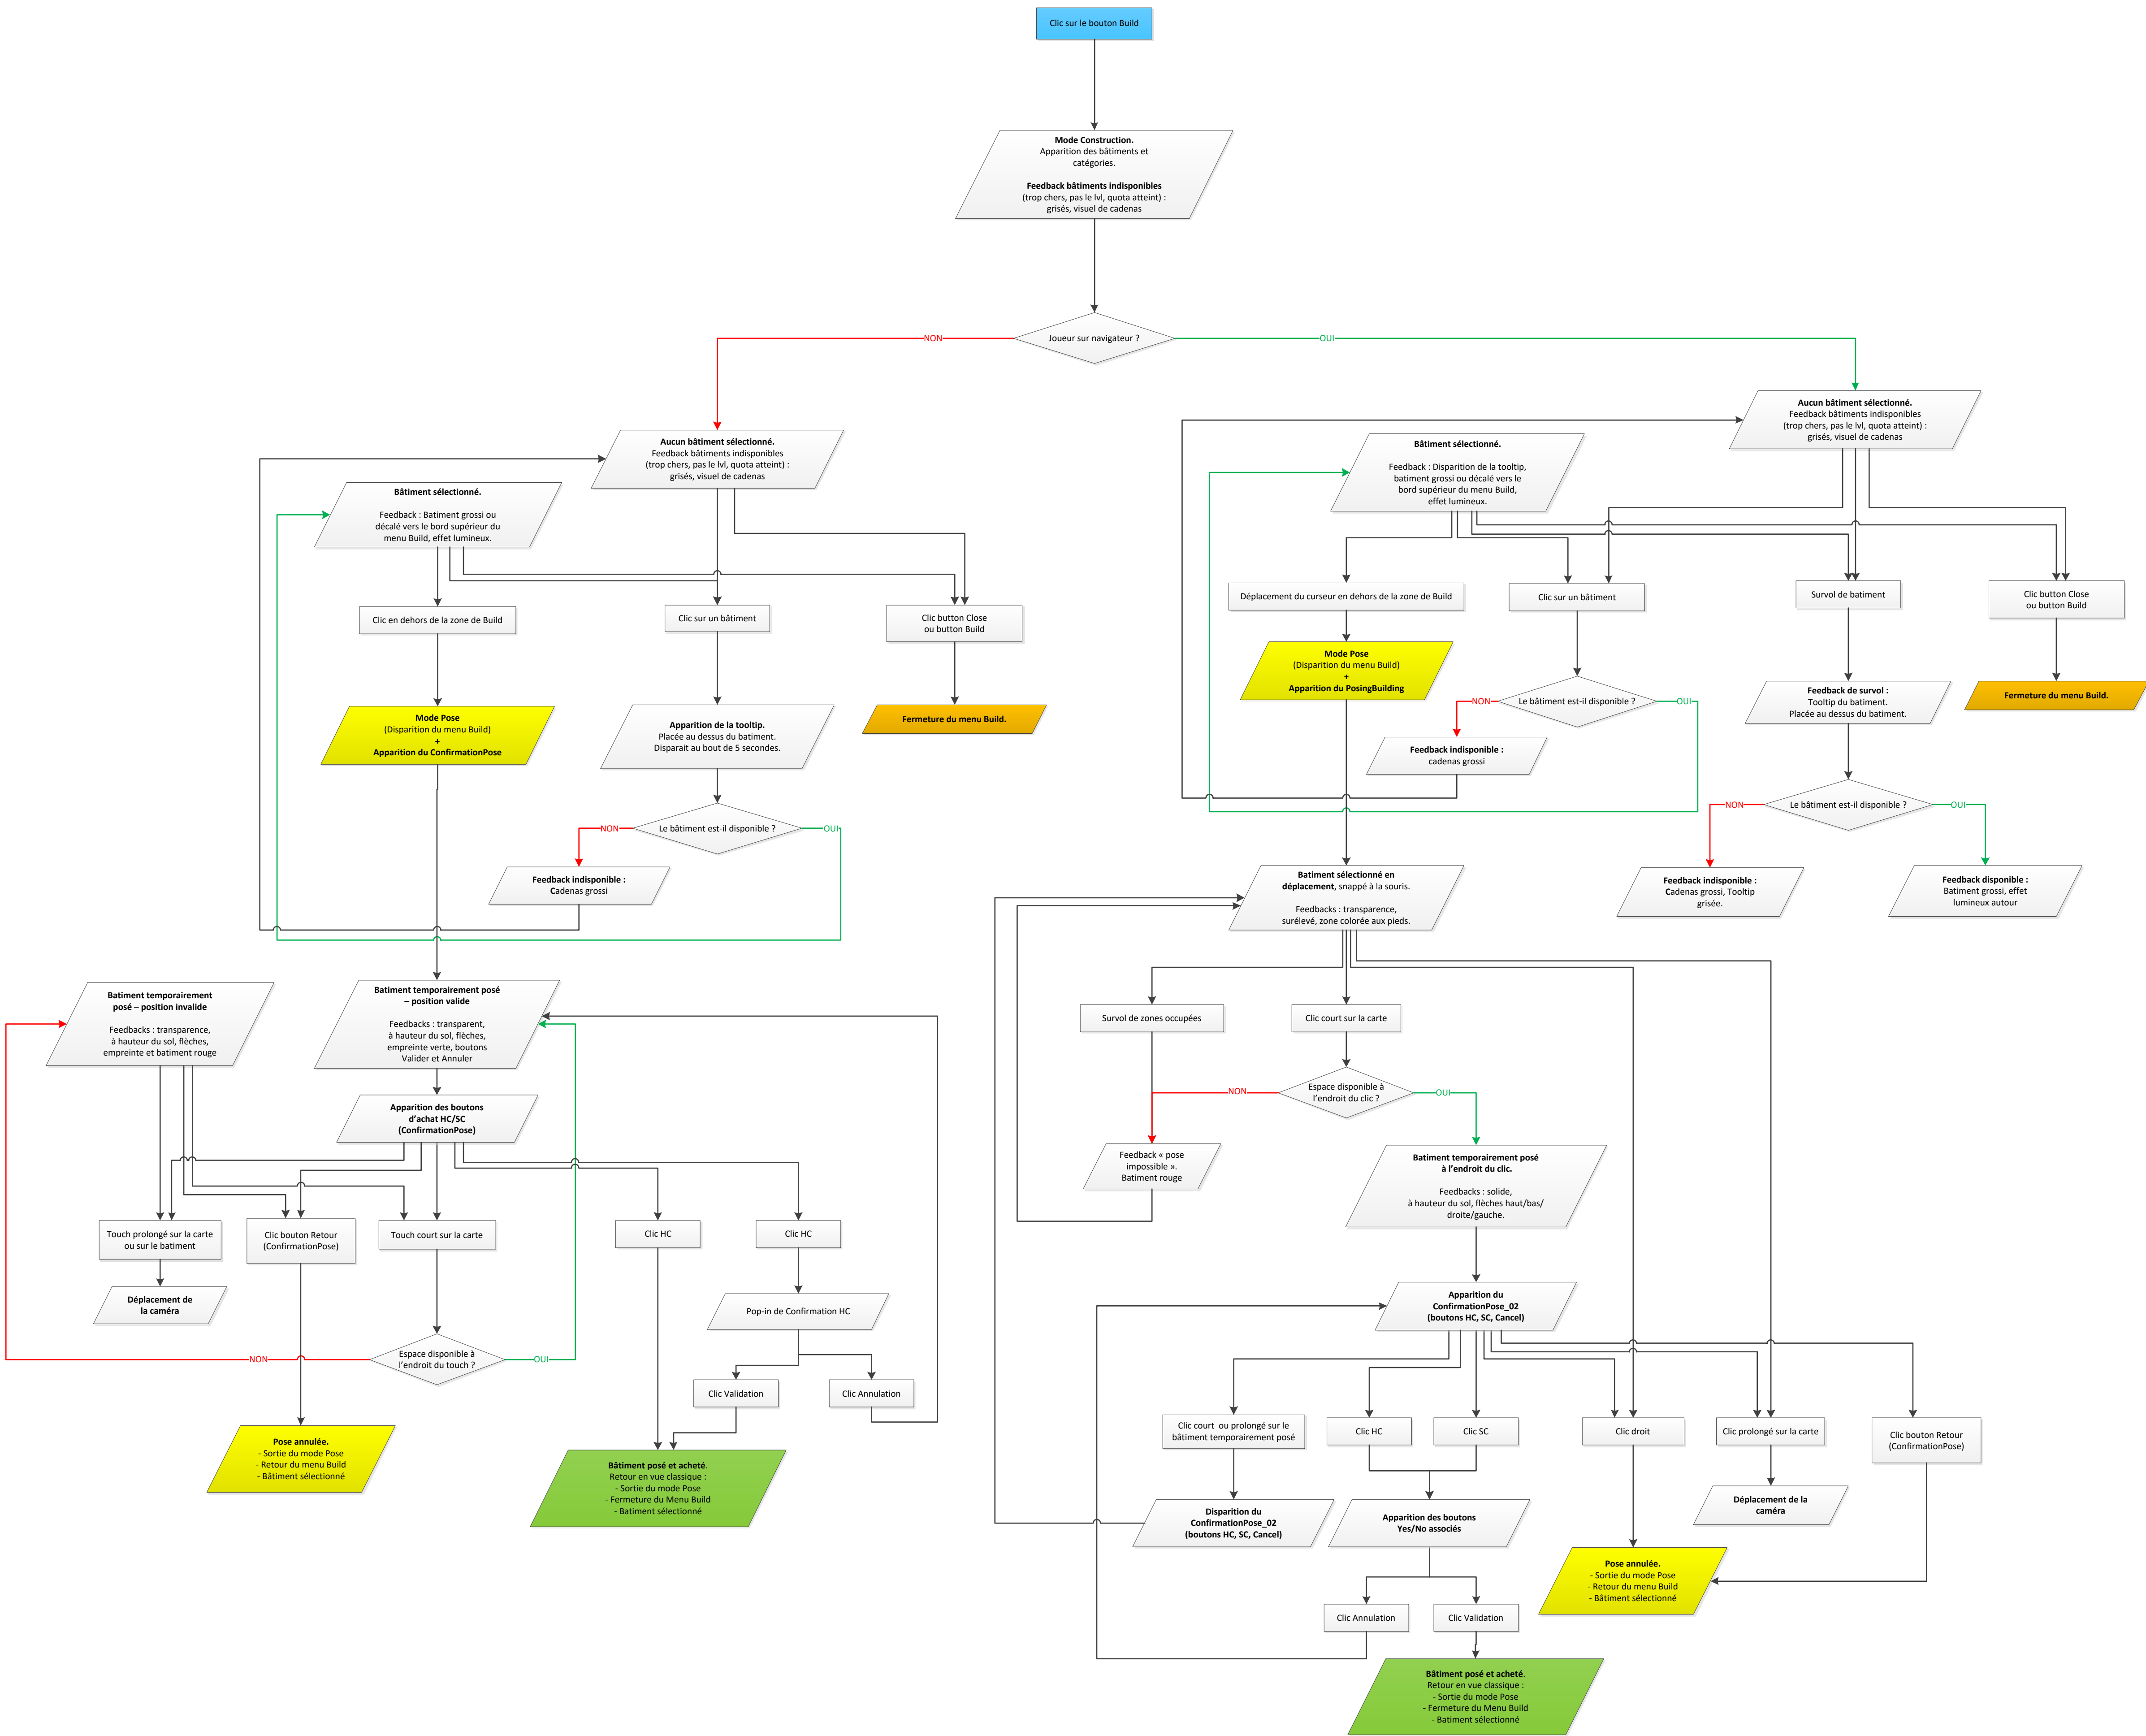 Clic sur le bouton Build
Mode Construction.
Apparition des bâtiments et
catégories.
Feedback bâtiments indisponibles
(trop chers, pas le lvl, quota atteint) :
grisés, visuel de cadenas
Joueur sur navigateur ?
NON
OUI
Aucun bâtiment sélectionné.
Feedback bâtiments indisponibles
(trop chers, pas le lvl, quota atteint) :
grisés, visuel de cadenas
Bâtiment sélectionné.
Feedback : Batiment grossi ou
décalé vers le bord supérieur du
menu Build, effet lumineux.
Clic en dehors de la zone de Build
Clic sur un bâtiment
Clic button Close
ou button Build
Mode Pose
(Disparition du menu Build)
+
Apparition du ConfirmationPose
Apparition de la tooltip.
Placée au dessus du batiment.
Disparait au bout de 5 secondes.
Fermeture du menu Build.
Le bâtiment est-il disponible ?
NON
OUI
Feedback indisponible :
Cadenas grossi
Batiment temporairement
posé – position invalide
Feedbacks : transparence,
à hauteur du sol, flèches,
empreinte et batiment rouge
Batiment temporairement posé
– position valide
Feedbacks : transparent,
à hauteur du sol, flèches,
empreinte verte, boutons
Valider et Annuler
Apparition des boutons
d'achat HC/SC
(ConfirmationPose)
Touch prolongé sur la carte
ou sur le batiment
Clic bouton Retour
(ConfirmationPose)
Touch court sur la carte
Clic HC
Clic HC
Déplacement de
la caméra
Pop-in de Confirmation HC
Espace disponible à
l'endroit du touch ?
NON
OUI
Clic Validation
Clic Annulation
Pose annulée.
- Sortie du mode Pose
- Retour du menu Build
- Bâtiment sélectionné
Bâtiment posé et acheté.
Retour en vue classique :
- Sortie du mode Pose
- Fermeture du Menu Build
- Batiment sélectionné
Aucun bâtiment sélectionné.
Feedback bâtiments indisponibles
(trop chers, pas le lvl, quota atteint) :
grisés, visuel de cadenas
Bâtiment sélectionné.
Feedback : Disparition de la tooltip,
batiment grossi ou décalé vers le
bord supérieur du menu Build,
effet lumineux.
Déplacement du curseur en dehors de la zone de Build
Clic sur un bâtiment
Survol de batiment
Clic button Close
ou button Build
Mode Pose
(Disparition du menu Build)
+
Apparition du PosingBuilding
Le bâtiment est-il disponible ?
NON
OUI
Feedback de survol :
Tooltip du batiment.
Placée au dessus du batiment.
Fermeture du menu Build.
Feedback indisponible :
cadenas grossi
Le bâtiment est-il disponible ?
NON
OUI
Feedback indisponible :
Cadenas grossi, Tooltip
grisée.
Feedback disponible :
Batiment grossi, effet
lumineux autour
Batiment sélectionné en
déplacement, snappé à la souris.
Feedbacks : transparence,
surélevé, zone colorée aux pieds.
Survol de zones occupées
Clic court sur la carte
Espace disponible à
l'endroit du clic ?
NON
OUI
Feedback « pose
impossible ».
Batiment rouge
Batiment temporairement posé
à l'endroit du clic.
Feedbacks : solide,
à hauteur du sol, flèches haut/bas/
droite/gauche.
Apparition du
ConfirmationPose_02
(boutons HC, SC, Cancel)
Clic court  ou prolongé sur le
bâtiment temporairement posé
Clic HC
Clic SC
Clic droit
Clic prolongé sur la carte
Clic bouton Retour
(ConfirmationPose)
Disparition du
ConfirmationPose_02
(boutons HC, SC, Cancel)
Apparition des boutons
Yes/No associés
Déplacement de la
caméra
Pose annulée.
- Sortie du mode Pose
- Retour du menu Build
- Bâtiment sélectionné
Clic Annulation
Clic Validation
Bâtiment posé et acheté.
Retour en vue classique :
- Sortie du mode Pose
- Fermeture du Menu Build
- Batiment sélectionné